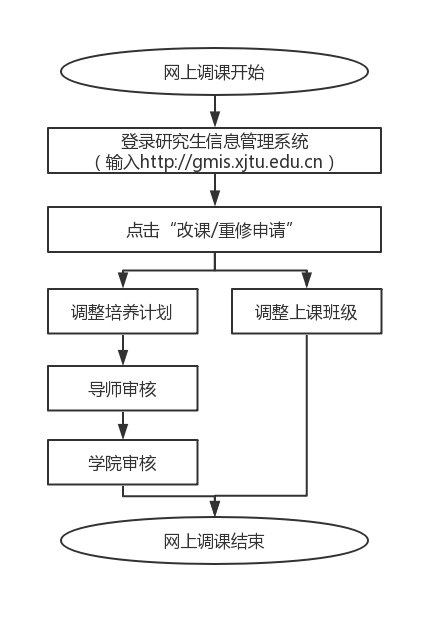 网上调课开始
登录研究生信息管理系统
（输入http://gmis.xjtu.edu.cn）
点击“改课/重修申请”
调整培养计划
调整上课班级
导师审核
学院审核
网上调课结束